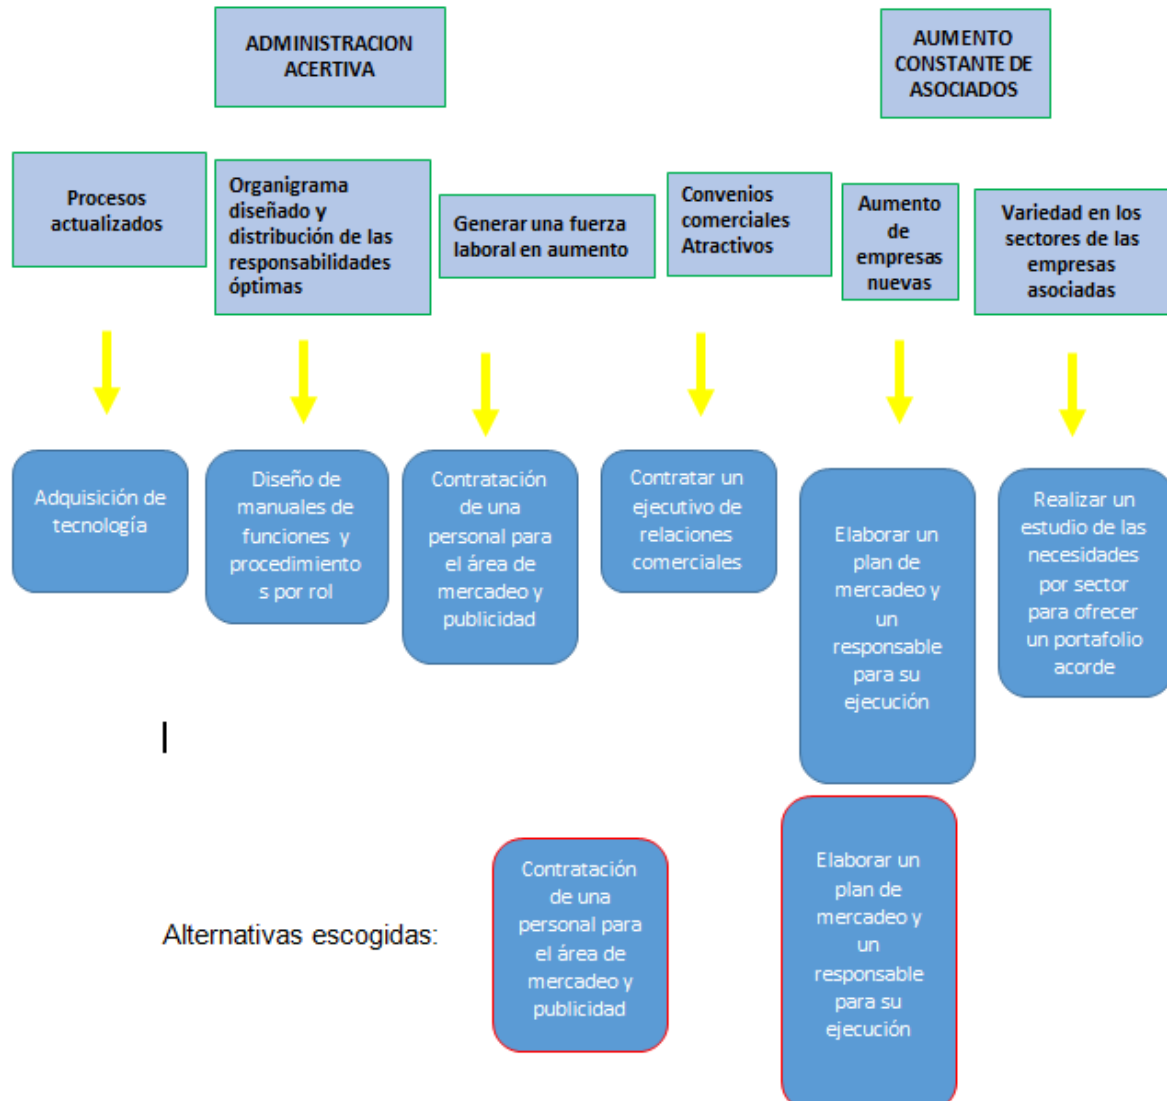 ADMINISTRACION
ACERTIVA
AUMENTO
CONSTANTE DE
ASOCIADOS
Procesos
actualizados
Organigrama
diseñado y
distribución de las
responsabilidades
óptimas
Generar una fuerza
laboral en aumento
Convenios
comerciales
Atractivos
Aumento
de
empresas
nuevas
Variedad en los
sectores de las
empresas
asociadas
Adquisición de
tecnología
Diseño de
manuales de
funciones y
procedimiento
s por rol
Contratación
de una
personal para
el área de
mercadeo y
publicidad
Contratar un
ejecutivo de
relaciones
comerciales
Elaborar un
plan de
mercadeo y
un
responsable
para su
ejecución
Realizar un
estudio de las
necesidades
por sector
para ofrecer
un portafolio
acorde
Alternativas escogidas:
Contratación
de una
personal para
el área de
mercadeo y
publicidad
Elaborar un
plan de
mercadeo y
un
responsable
para su
ejecución